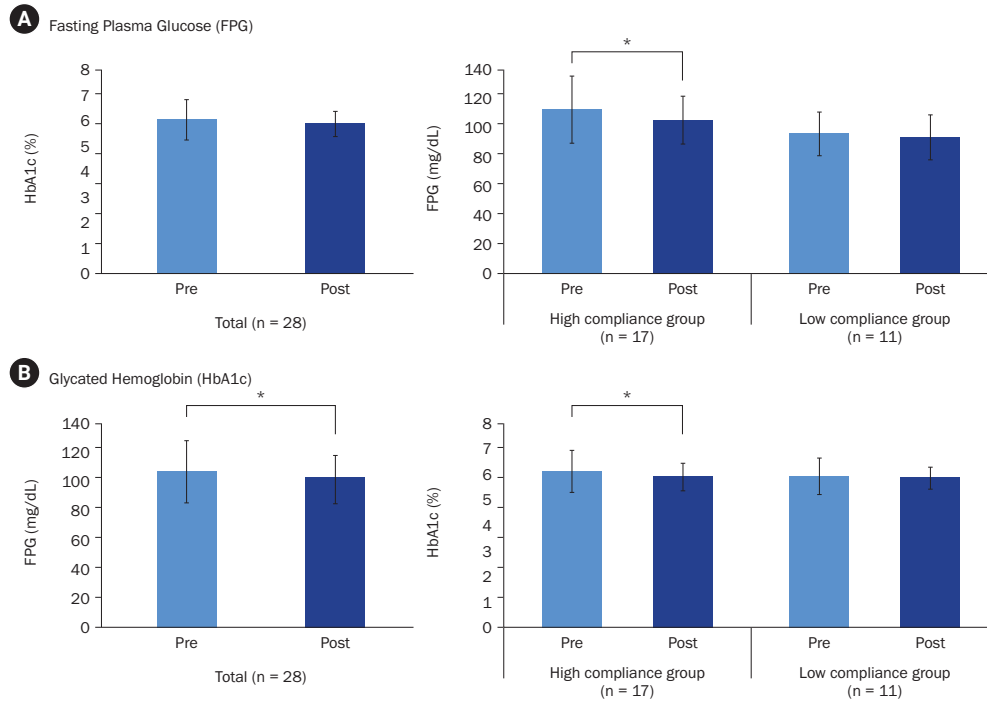 A Fasting Plasma Glucose (FPG)
HbA1c (%)
8
7
6
5
4
3
2
1
0
Pre
Post
Total (n = 28)
FPG (mg/dL)
140
120
100
80
60
40
20
0
*
Pre
Post
Pre
Post
High compliance group
(n = 17)
Low compliance group
(n = 11)
B Glycated Hemoglobin (HbA1c)
FPG (mg/dL)
140
120
100
80
60
40
20
0
*
Pre
Post
Total (n = 28)
HbA1c (%)
8
7
6
5
4
3
2
1
0
*
Pre
Post
Pre
Post
High compliance group
(n = 17)
Low compliance group
(n = 11)